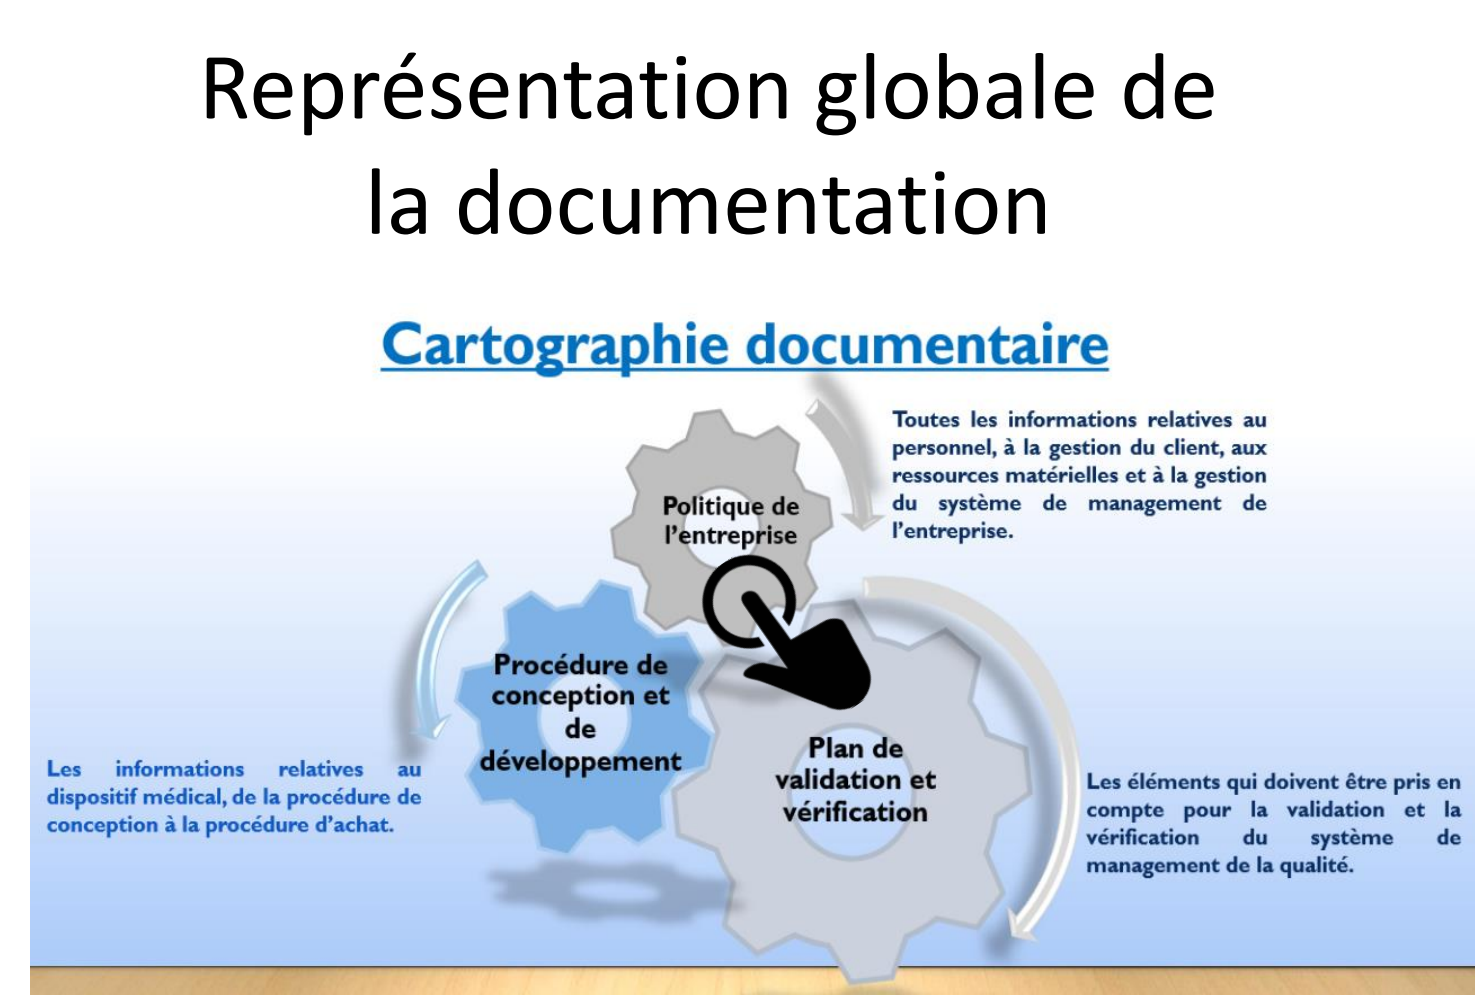 Représentation globale de
la documentation
Cartographie documentaire
Toutes les informations relatives au
personnel, à la gestion du client, aux
ressources matérielles et à la gestion
du système de management de
l'entreprise.
Politique de
l'entreprise
Procédure de
conception et
de
développement
Les informations relatives au
dispositif médical, de la procédure de
conception à la procédure d'achat.
Plan de
validation et
vérification
Les éléments qui doivent être pris en
compte pour la validation et la
vérification du système de
management de la qualité.